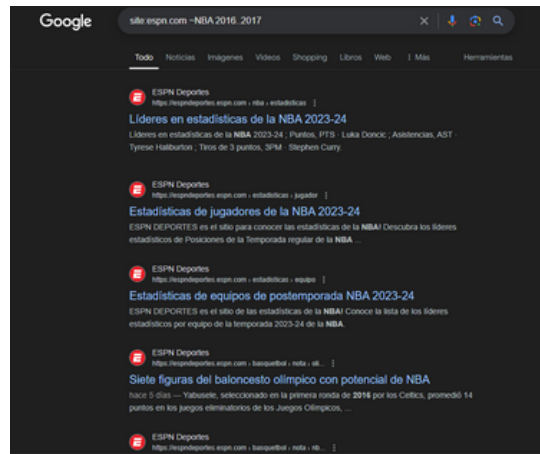 Google
site:espn.com ~NBA 2016..2017
Todo Noticias Imágenes Videos Shopping Libros Web Más Herramientas
ESPN Deportes
https://espndeportes.espn.com › nba › estadisticas
Líderes en estadísticas de la NBA 2023-24
Líderes en estadísticas de la NBA 2023-24 ; Puntos, PTS · Luka Doncic ; Asistencias, AST ·
Tyrese Haliburton ; Tiros de 3 puntos, 3PM · Stephen Curry.
ESPN Deportes
https://espndeportes.espn.com › estadisticas › jugador
Estadísticas de jugadores de la NBA 2023-24
ESPN DEPORTES es el sitio para conocer las estadísticas de la NBA! Descubra los líderes
estadísticos de Posiciones de la Temporada regular de la NBA ...
ESPN Deportes
https://espndeportes.espn.com › estadisticas › equipo
Estadísticas de equipos de postemporada NBA 2023-24
ESPN DEPORTES es el sitio de las estadísticas de la NBA! Conoce la lista de los líderes
estadísticos por equipo de la temporada 2023-24 de la NBA.
ESPN Deportes
https://espndeportes.espn.com › basquetbol › nota › oli...
Siete figuras del baloncesto olímpico con potencial de NBA
hace 5 días — Yabusele, seleccionado en la primera ronda de 2016 por los Celtics, promedió 14
puntos en los juegos eliminatorios de los Juegos Olímpicos, ...
ESPN Deportes
https://espndeportes.espn.com › basquetbol › nota › nb...